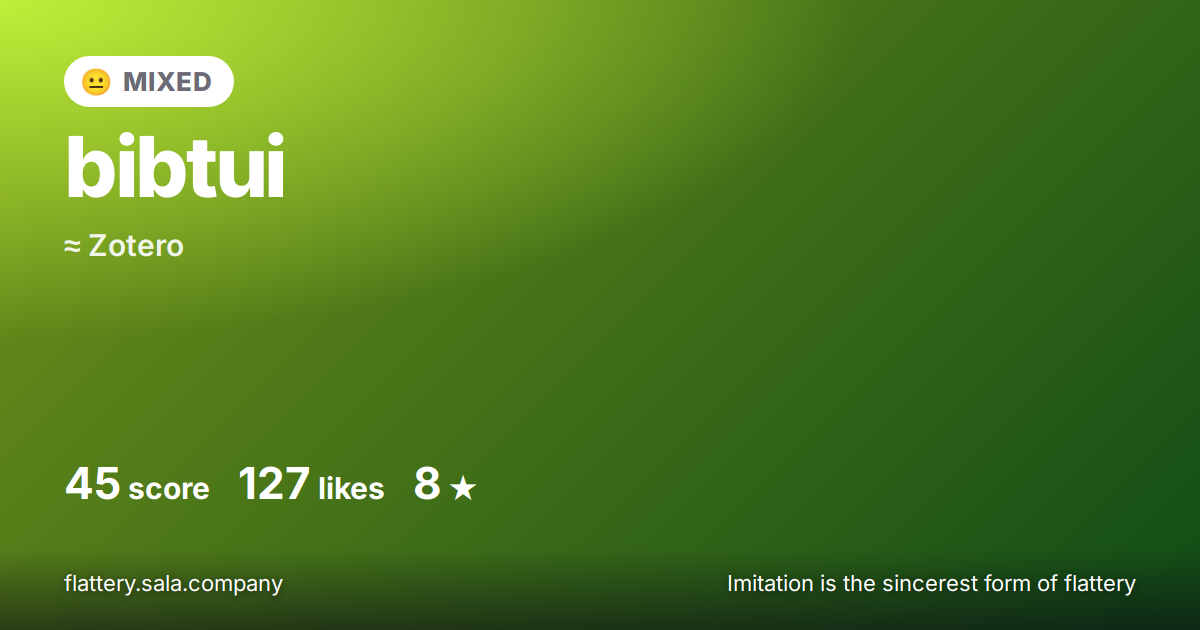 😐 MIXED
bibtui
≈ Zotero
45 score 127 likes 8 ★
flattery.sala.company
Imitation is the sincerest form of flattery